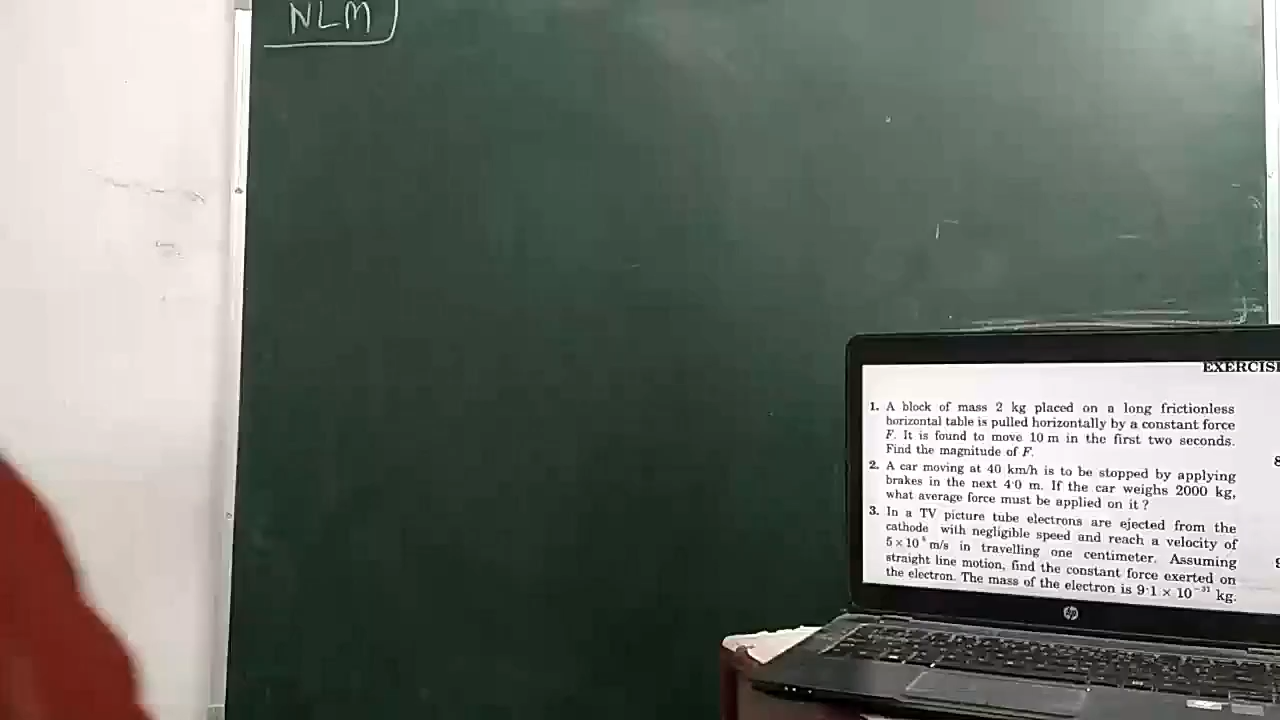 NLM
EXERCISE
1. A block of mass 2 kg placed on a long frictionless
horizontal table is pulled horizontally by a constant force
F. It is found to move 10 m in the first two seconds.
Find the magnitude of F.
2. A car moving at 40 km/h is to be stopped by applying
brakes in the next 4·0 m. If the car weighs 2000 kg,
what average force must be applied on it ?
3. In a TV picture tube electrons are ejected from the
cathode with negligible speed and reach a velocity of
5 × 10⁶ m/s in travelling one centimeter. Assuming
straight line motion, find the constant force exerted on
the electron. The mass of the electron is 9·1 × 10⁻³¹ kg.
8
9
hp